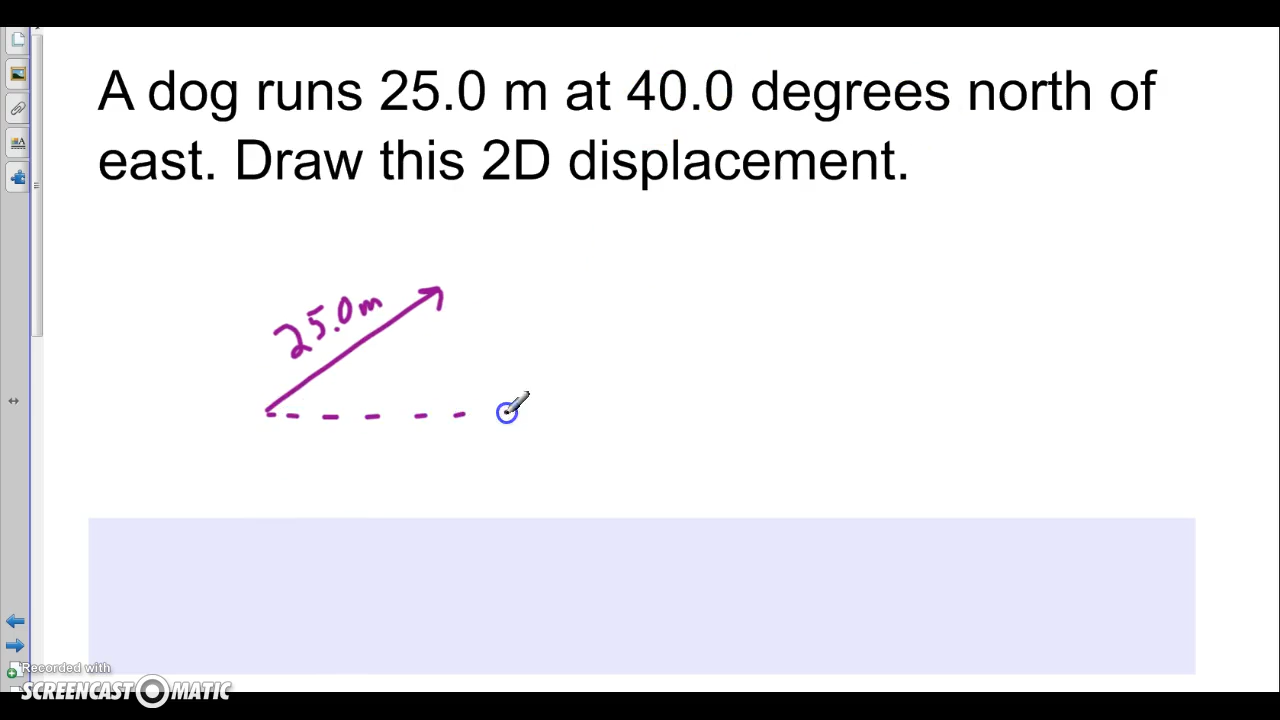 A dog runs 25.0 m at 40.0 degrees north of
east. Draw this 2D displacement.
25.0m
Recorded with
SCREENCAST MATIC